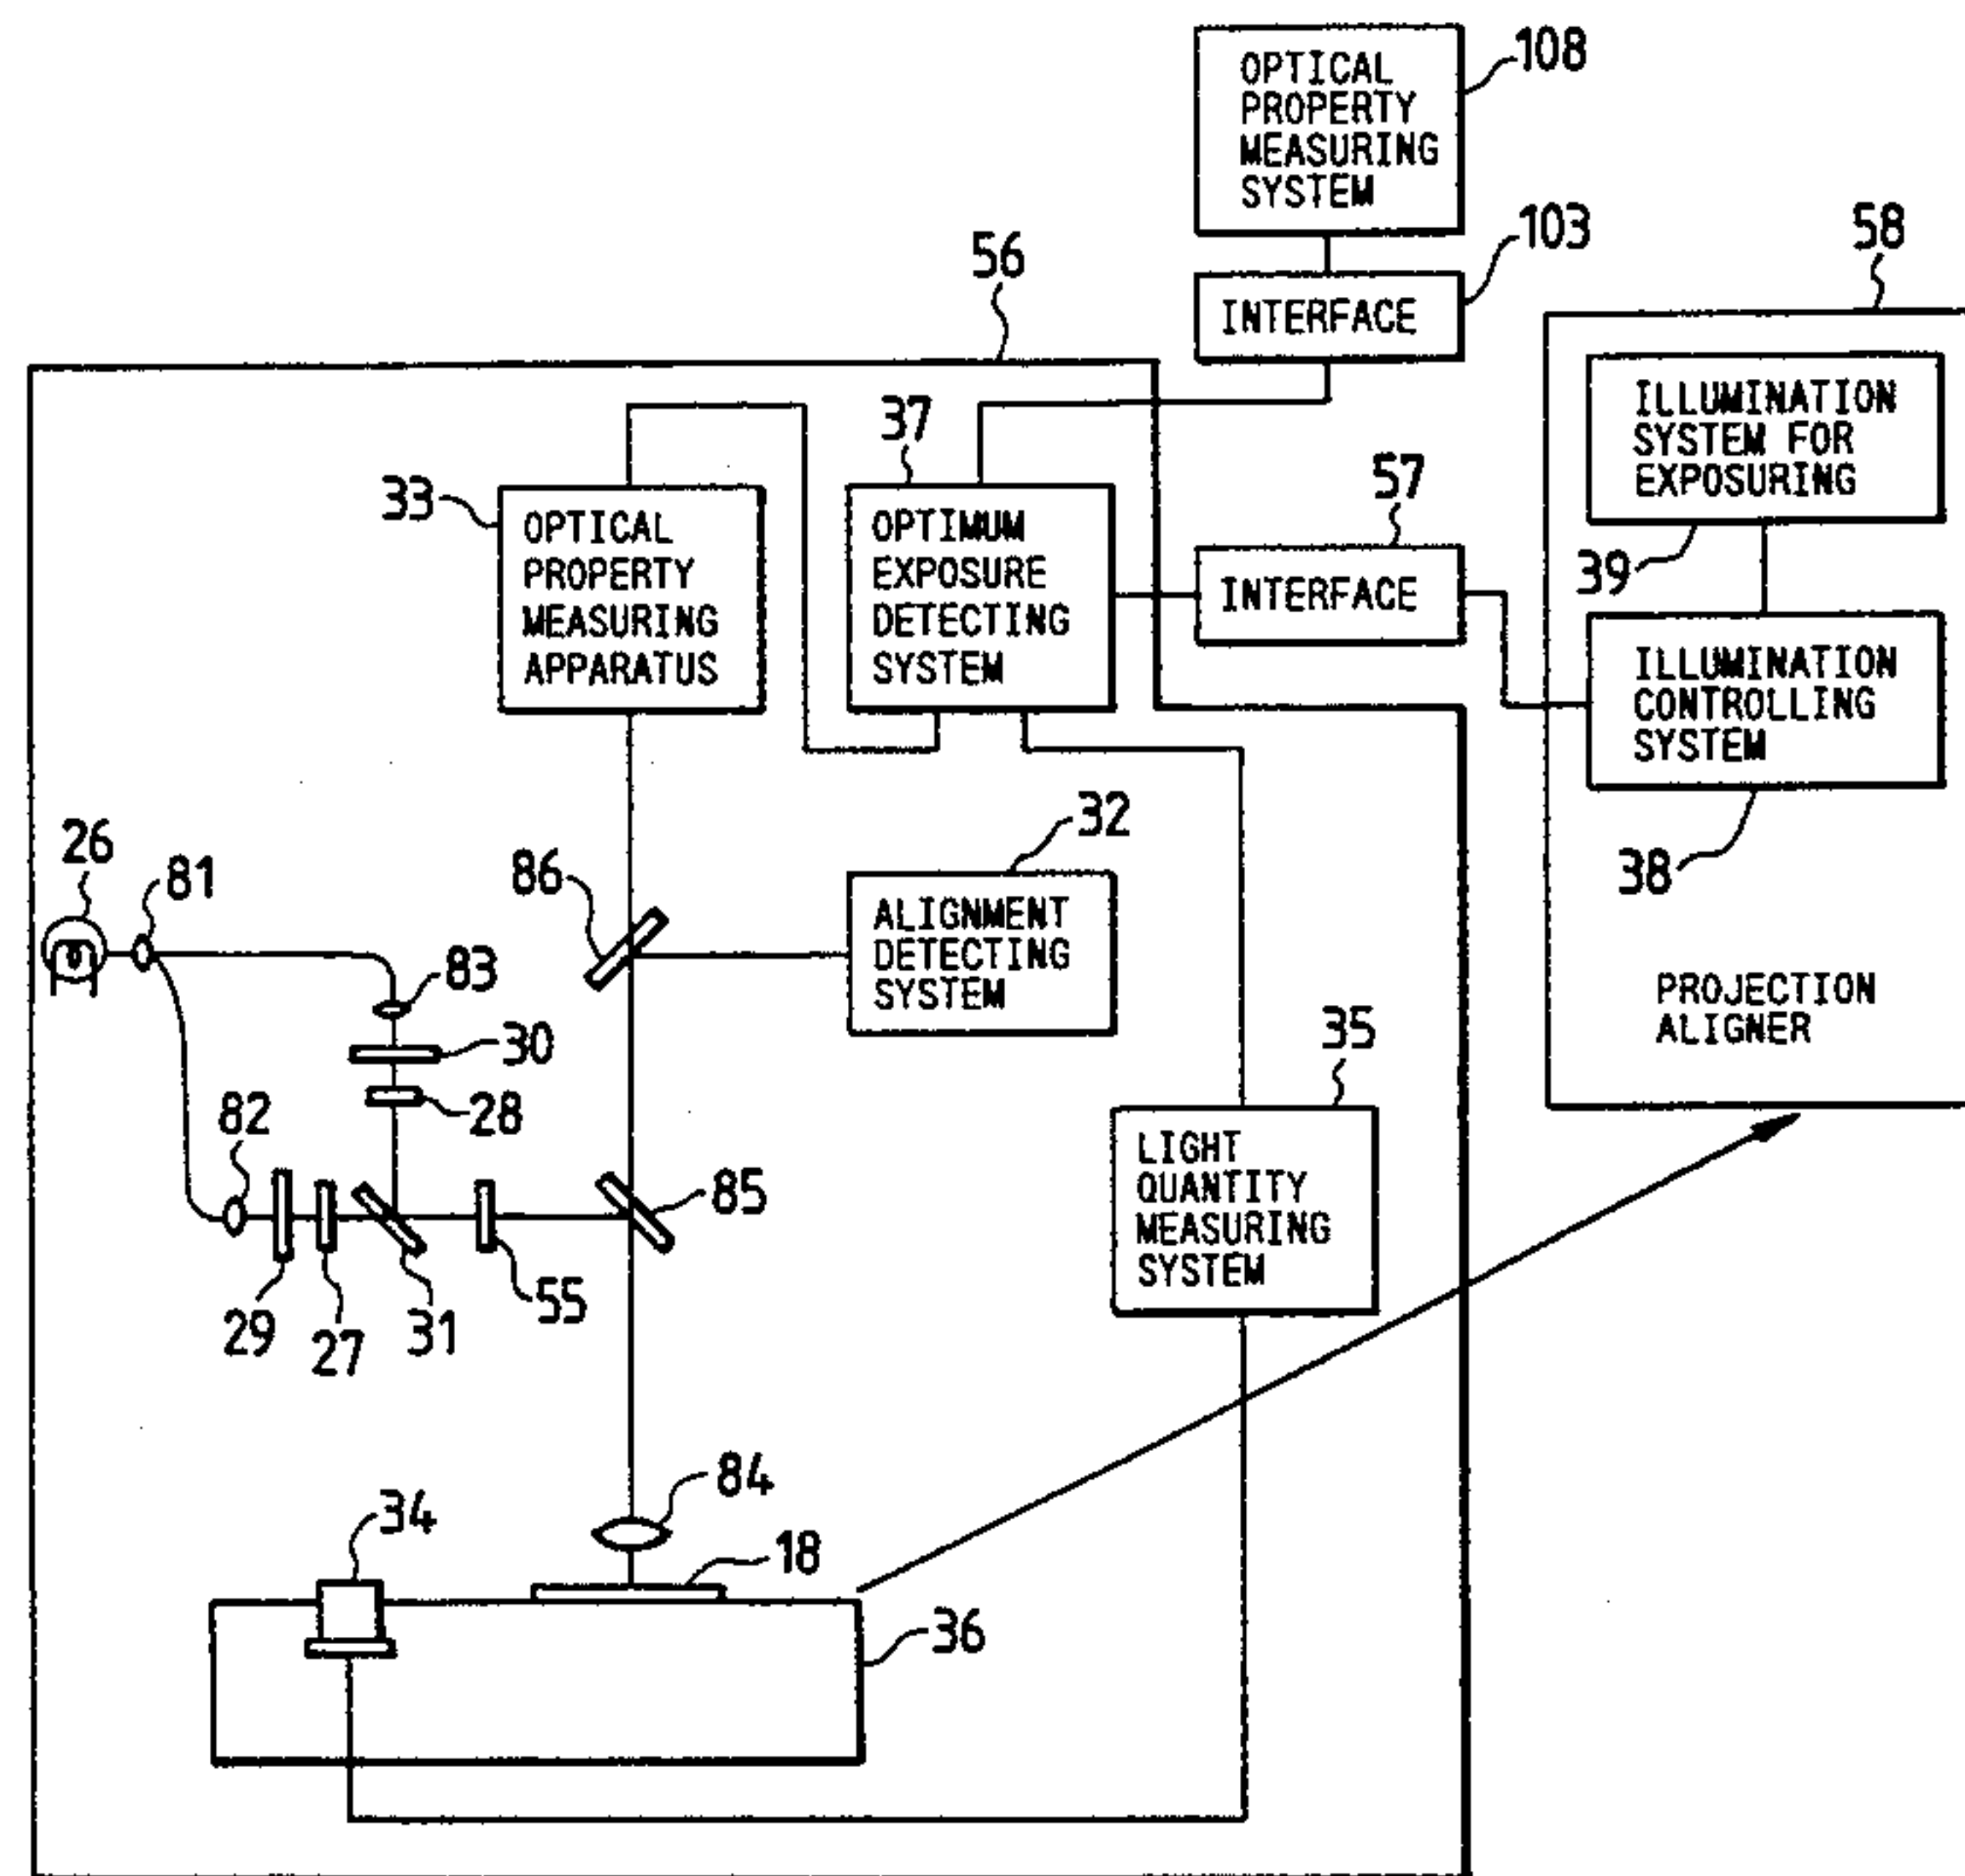 OPTICAL
PROPERTY
MEASURING
SYSTEM
108
INTERFACE
103
56
58
ILLUMINATION
SYSTEM FOR
EXPOSURING
39
37
33
OPTICAL
PROPERTY
MEASURING
APPARATUS
OPTIMUM
EXPOSURE
DETECTING
SYSTEM
57
INTERFACE
ILLUMINATION
CONTROLLING
SYSTEM
38
PROJECTION
ALIGNER
26
81
86
32
ALIGNMENT
DETECTING
SYSTEM
83
30
28
82
85
35
LIGHT
QUANTITY
MEASURING
SYSTEM
29
27
31
55
84
34
18
36